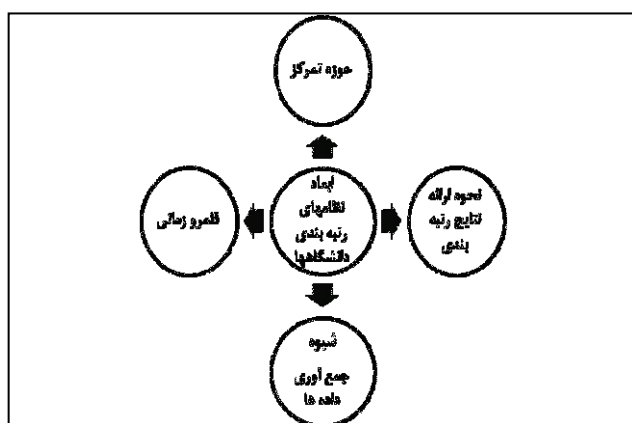 حوزه تمرکز
نحوه ارائه
نتایج رتبه
بندی
ابعاد
نظامهای
رتبه بندی
دانشگاهها
قلمرو زمانی
شیوه
جمع آوری
داده ها